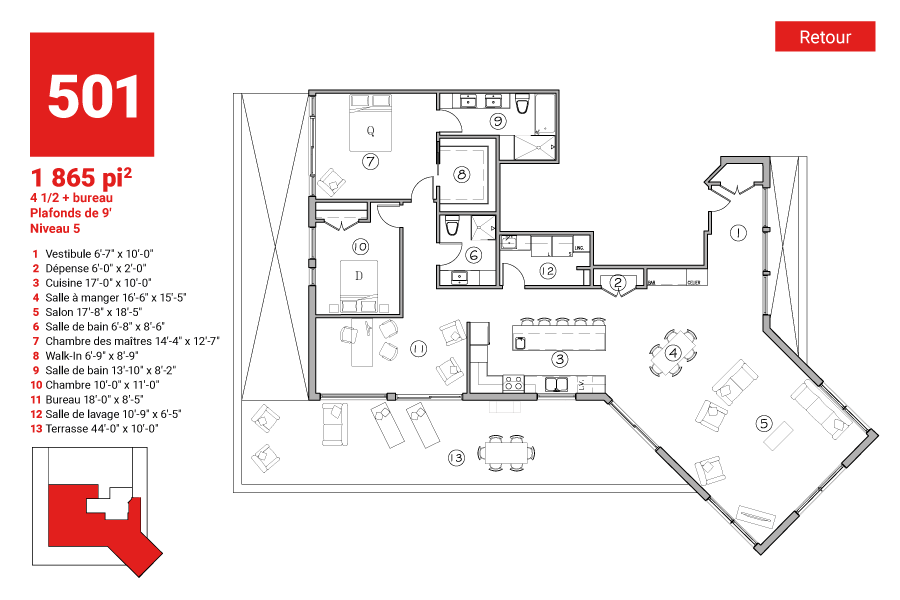 Retour
501
1 865 pi²
4 1/2 + bureau
Plafonds de 9'
Niveau 5
1 Vestibule 6'-7" x 10'-0"
2 Dépense 6'-0" x 2'-0"
3 Cuisine 17'-0" x 10'-0"
4 Salle à manger 16'-6" x 15'-5"
5 Salon 17'-8" x 18'-5"
6 Salle de bain 6'-8" x 8'-6"
7 Chambre des maîtres 14'-4" x 12'-7"
8 Walk-In 6'-9" x 8'-9"
9 Salle de bain 13'-10" x 8'-2"
10 Chambre 10'-0" x 11'-0"
11 Bureau 18'-0" x 8'-5"
12 Salle de lavage 10'-9" x 6'-5"
13 Terrasse 44'-0" x 10'-0"
9
Q
7
8
1
10
6
LING.
L S
12
D
2
BAR CELLIER
11
3
4
L.V.
5
13